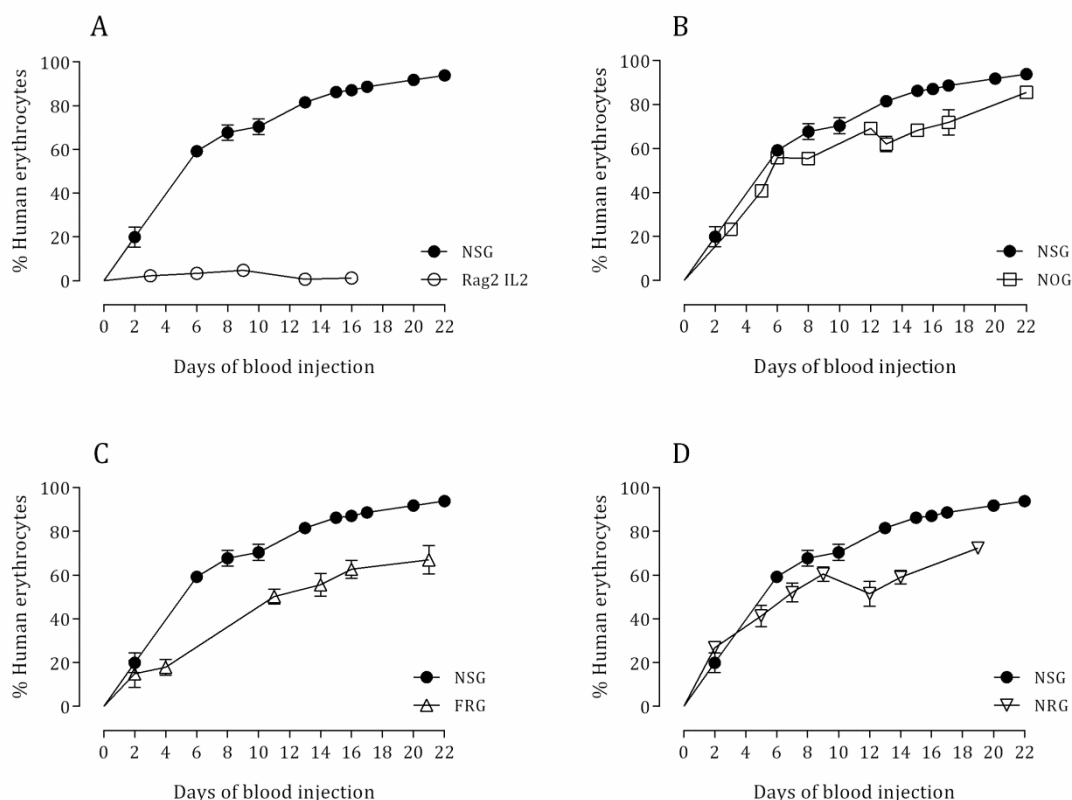 A
% Human erythrocytes
100
80
60
40
20
0
NSG
Rag2 IL2
0 2 4 6 8 10 12 14 16 18 20 22
Days of blood injection
B
% Human erythrocytes
100
80
60
40
20
0
NSG
NOG
0 2 4 6 8 10 12 14 16 18 20 22
Days of blood injection
C
% Human erythrocytes
100
80
60
40
20
0
NSG
FRG
0 2 4 6 8 10 12 14 16 18 20 22
Days of blood injection
D
% Human erythrocytes
100
80
60
40
20
0
NSG
NRG
0 2 4 6 8 10 12 14 16 18 20 22
Days of blood injection